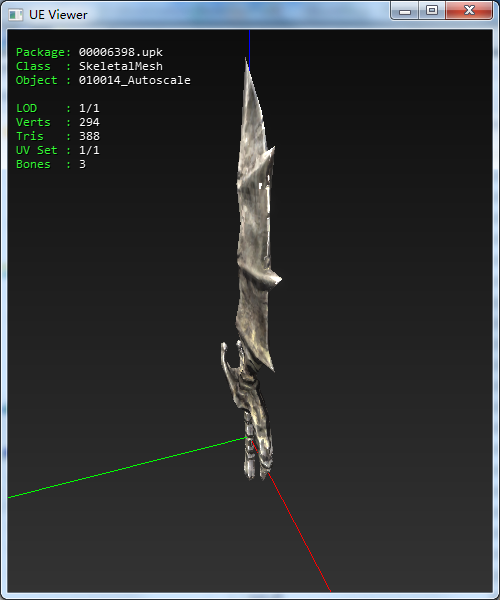 UE Viewer
Package: 00006398.upk
Class : SkeletalMesh
Object : 010014_Autoscale
LOD : 1/1
Verts : 294
Tris : 388
UV Set : 1/1
Bones : 3